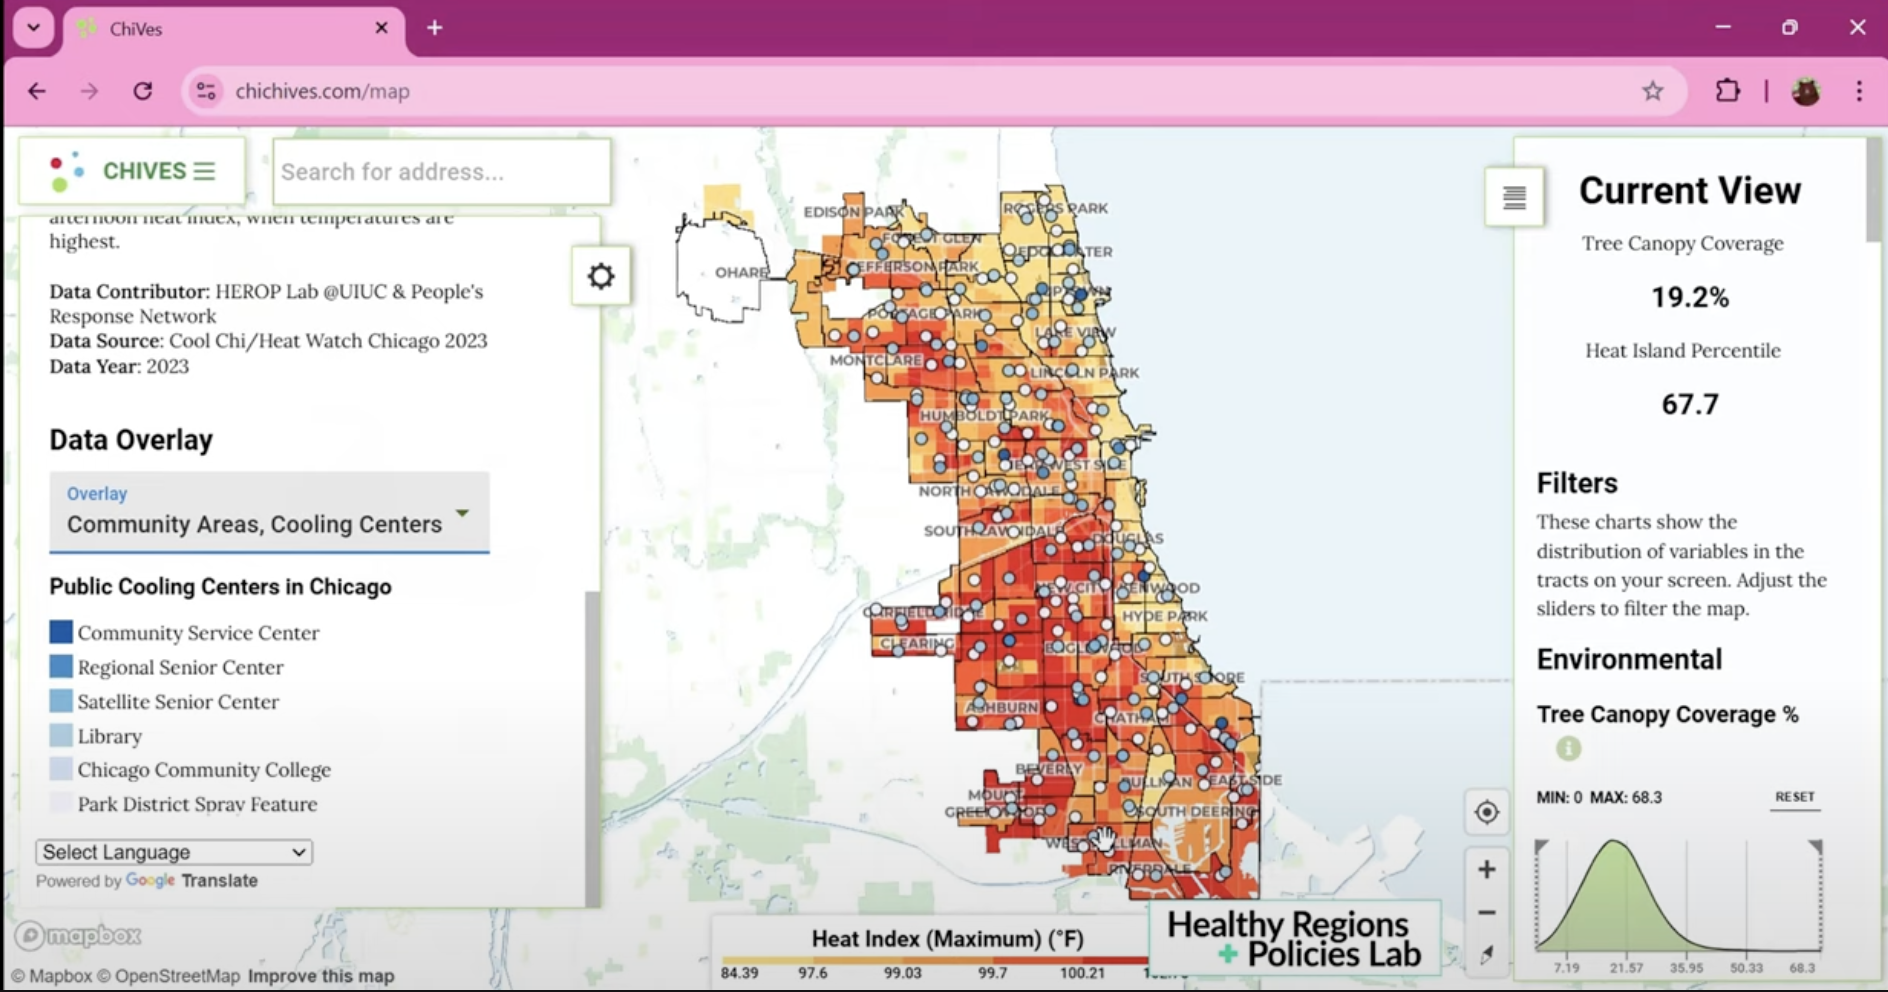 ChiVes
chichives.com/map
CHIVES
Search for address...
afternoon heat index, when temperatures are
highest.
Data Contributor: HEROP Lab @UIUC & People's
Response Network
Data Source: Cool Chi/Heat Watch Chicago 2023
Data Year: 2023
Data Overlay
Overlay
Community Areas, Cooling Centers
Public Cooling Centers in Chicago
Community Service Center
Regional Senior Center
Satellite Senior Center
Library
Chicago Community College
Park District Spray Feature
Select Language
Powered by Google Translate
mapbox
© Mapbox © OpenStreetMap Improve this map
EDISON PARK
ROGERS PARK
FOREST GLEN
EDGEWATER
OHARE
JEFFERSON PARK
UPTOWN
PORTAGE PARK
LAKE VIEW
MONTCLARE
LINCOLN PARK
HUMBOLDT PARK
NEAR WEST SIDE
NORTH LAWNDALE
SOUTH LAWNDALE
DOUGLAS
NEW CITY
KENWOOD
GARFIELD RIDGE
HYDE PARK
CLEARING
ENGLEWOOD
SOUTH SHORE
ASHBURN
CHATHAM
BEVERLY
PULLMAN
EAST SIDE
MOUNT
GREENWOOD
SOUTH DEERING
WEST PULLMAN
RIVERDALE
Heat Index (Maximum) (°F)
84.39 97.6 99.03 99.7 100.21
Healthy Regions
+ Policies Lab
Current View
Tree Canopy Coverage
19.2%
Heat Island Percentile
67.7
Filters
These charts show the
distribution of variables in the
tracts on your screen. Adjust the
sliders to filter the map.
Environmental
Tree Canopy Coverage %
i
MIN: 0 MAX: 68.3 RESET
7.19 21.57 35.95 50.33 68.3